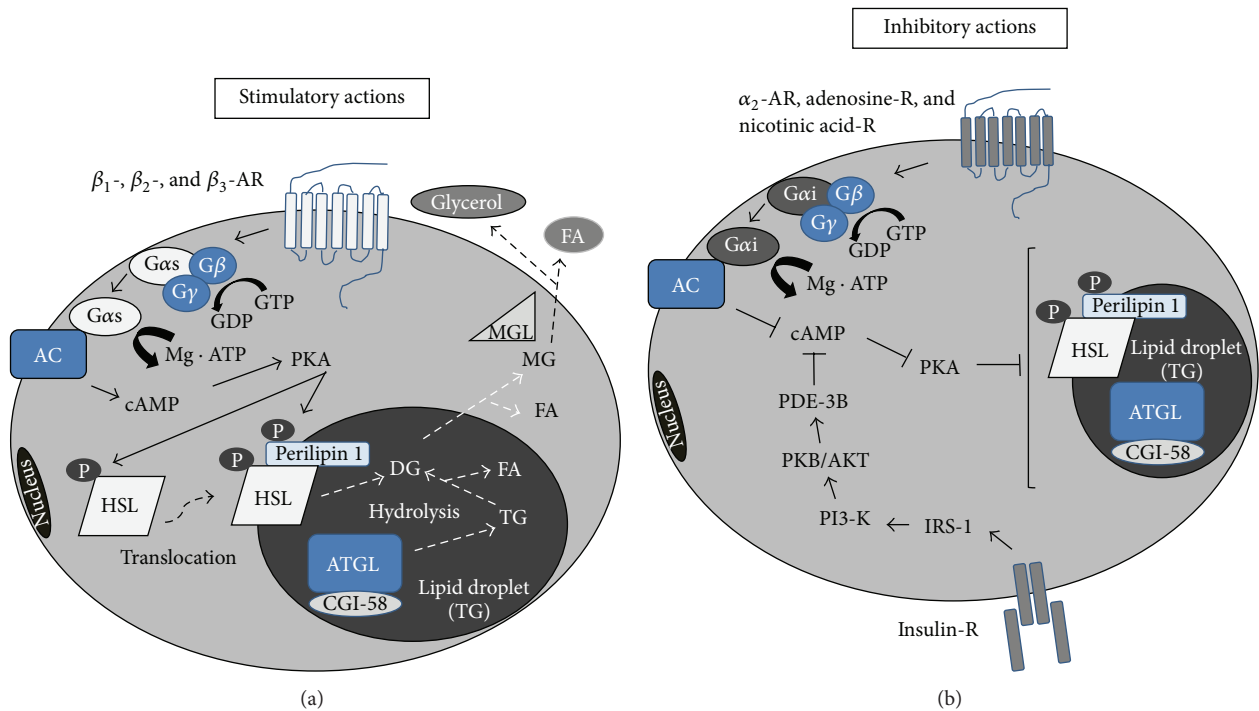 Stimulatory actions
β1-, β2-, and β3-AR
Glycerol
FA
Gαs
Gβ
Gγ
GTP
GDP
Gαs
AC
Mg · ATP
cAMP
PKA
MGL
MG
FA
P
P
P
Perilipin 1
HSL
HSL
Nucleus
Translocation
DG
FA
Hydrolysis
TG
ATGL
CGI-58
Lipid droplet
(TG)
(a)
Inhibitory actions
α2-AR, adenosine-R, and
nicotinic acid-R
Gαi
Gβ
Gγ
GTP
GDP
Gαi
AC
Mg · ATP
cAMP
PKA
PDE-3B
PKB/AKT
PI3-K
IRS-1
Nucleus
P
P
Perilipin 1
HSL
Lipid droplet
(TG)
ATGL
CGI-58
Insulin-R
(b)